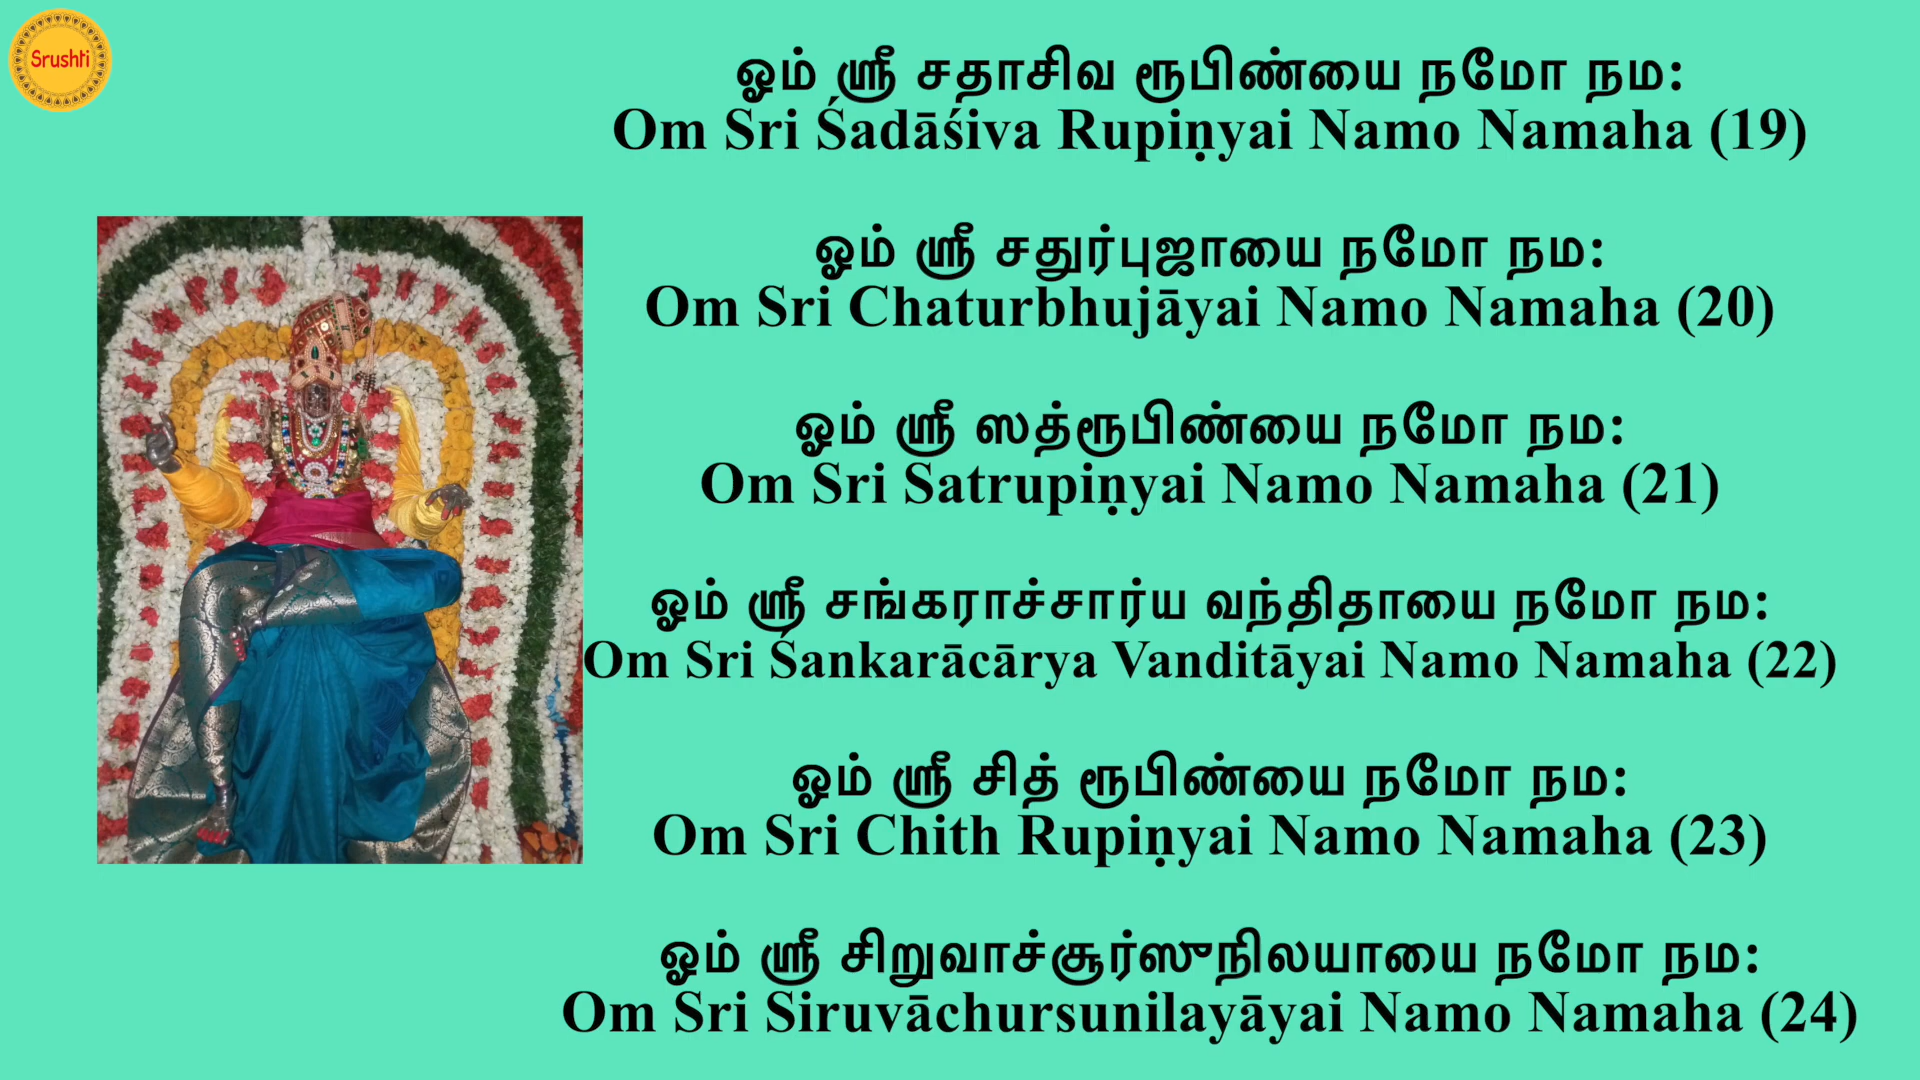 Srushti
ஓம் ஸ்ரீ சதாசிவ ரூபிண்யை நமோ நம:
Om Sri Śadāśiva Rupiṇyai Namo Namaha (19)
ஓம் ஸ்ரீ சதுர்புஜாயை நமோ நம:
Om Sri Chaturbhujāyai Namo Namaha (20)
ஓம் ஸ்ரீ ஸத்ரூபிண்யை நமோ நம:
Om Sri Satrupiṇyai Namo Namaha (21)
ஓம் ஸ்ரீ சங்கராச்சார்ய வந்திதாயை நமோ நம:
Om Sri Śankarācārya Vanditāyai Namo Namaha (22)
ஓம் ஸ்ரீ சித் ரூபிண்யை நமோ நம:
Om Sri Chith Rupiṇyai Namo Namaha (23)
ஓம் ஸ்ரீ சிறுவாச்சூர்ஸுநிலயாயை நமோ நம:
Om Sri Siruvāchursunilayāyai Namo Namaha (24)